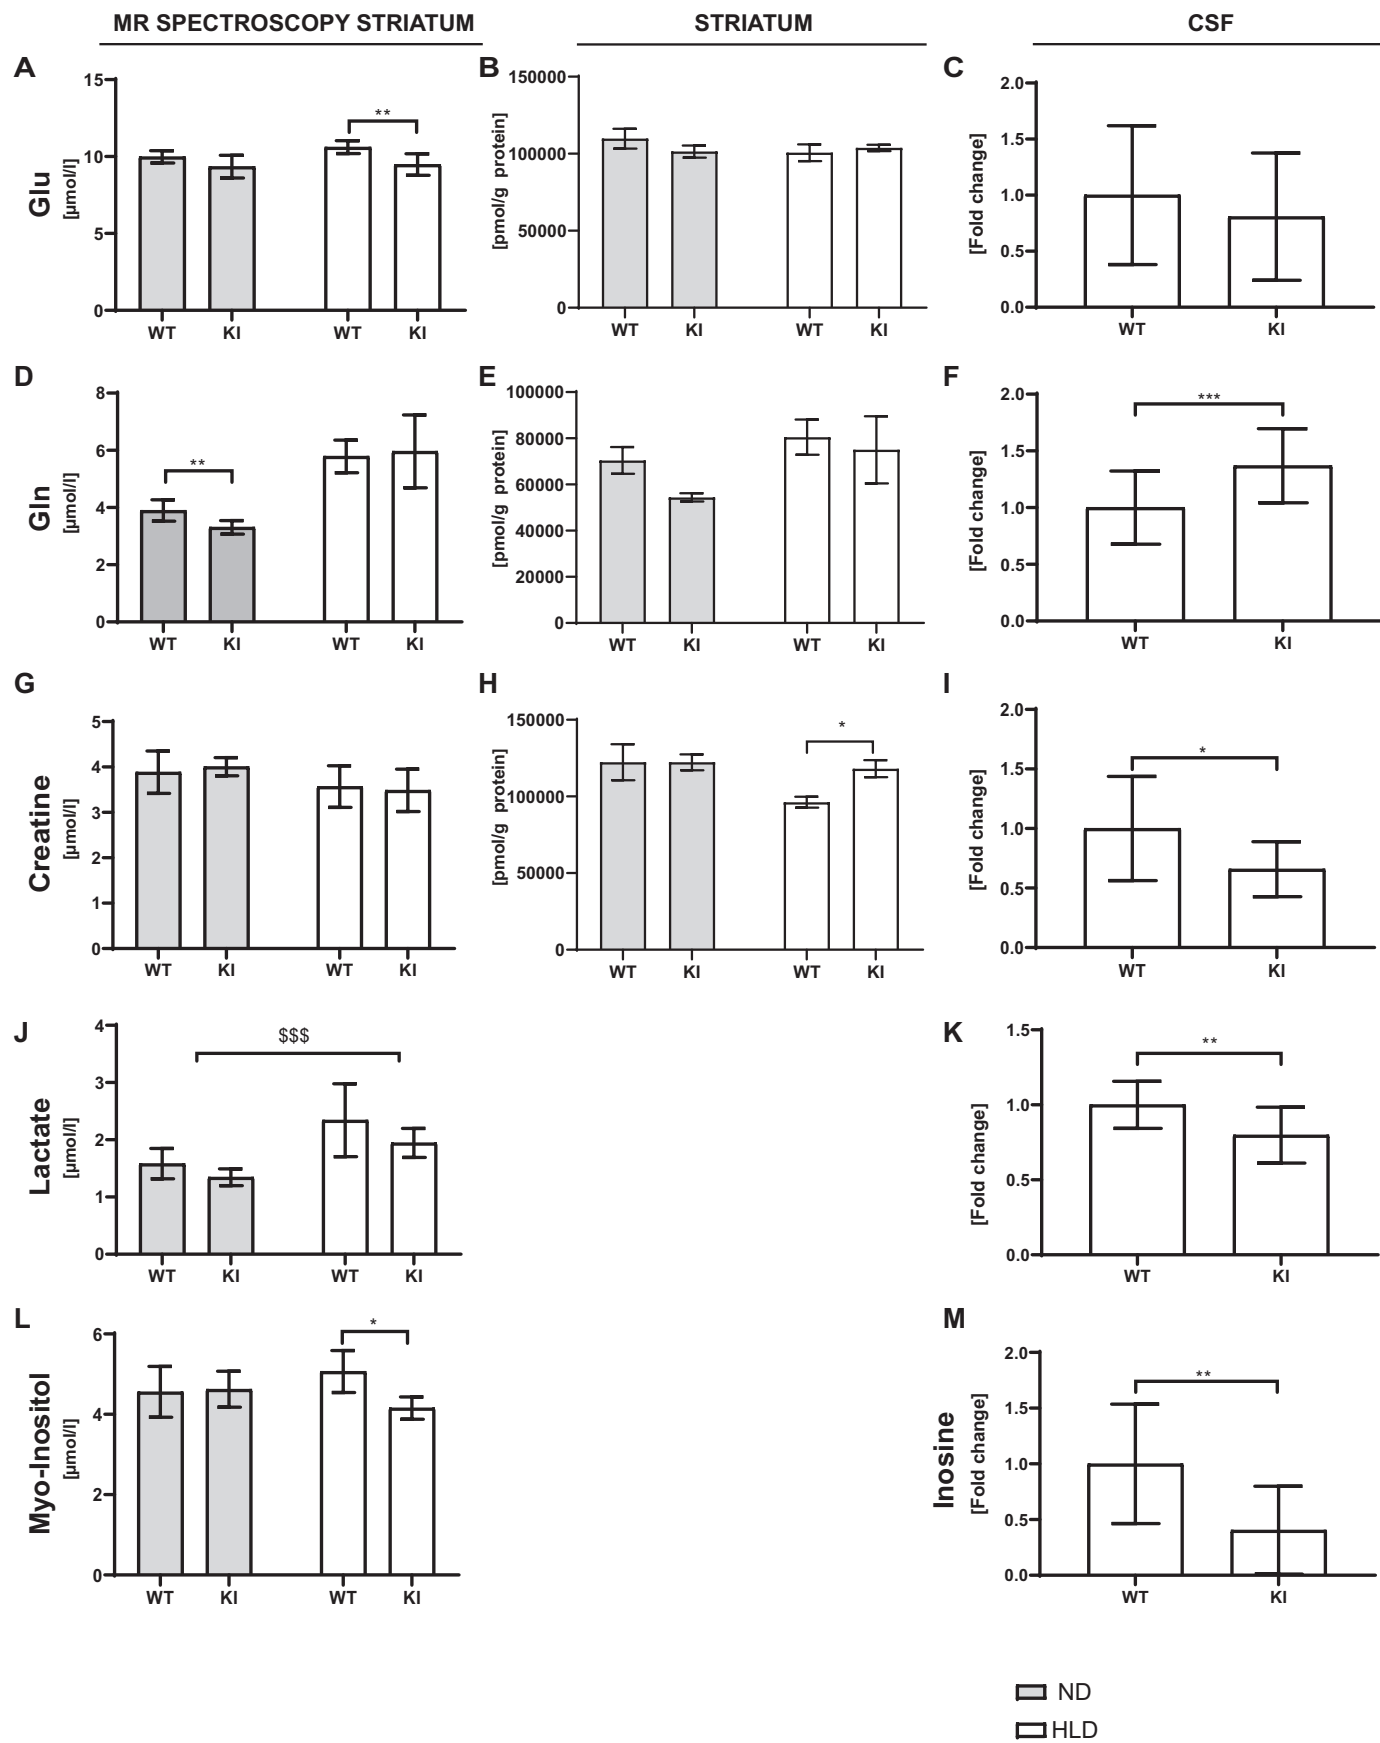 MR SPECTROSCOPY STRIATUM
STRIATUM
CSF
A
Glu
[µmol/l]
15
10
5
0
**
WT KI WT KI
B
[pmol/g protein]
150000
100000
50000
0
WT KI WT KI
C
[Fold change]
2.0
1.5
1.0
0.5
0.0
WT KI
D
Gln
[µmol/l]
8
6
4
2
0
**
WT KI WT KI
E
[pmol/g protein]
100000
80000
60000
40000
20000
0
WT KI WT KI
F
[Fold change]
2.0
1.5
1.0
0.5
0.0
***
WT KI
G
Creatine
[µmol/l]
5
4
3
2
1
0
WT KI WT KI
H
[pmol/g protein]
150000
100000
50000
0
*
WT KI WT KI
I
[Fold change]
2.0
1.5
1.0
0.5
0.0
*
WT KI
J
Lactate
[µmol/l]
4
3
2
1
0
$$$
WT KI WT KI
K
[Fold change]
1.5
1.0
0.5
0.0
**
WT KI
L
Myo-Inositol
[µmol/l]
6
4
2
0
*
WT KI WT KI
M
Inosine
[Fold change]
2.0
1.5
1.0
0.5
0.0
**
WT KI
ND
HLD